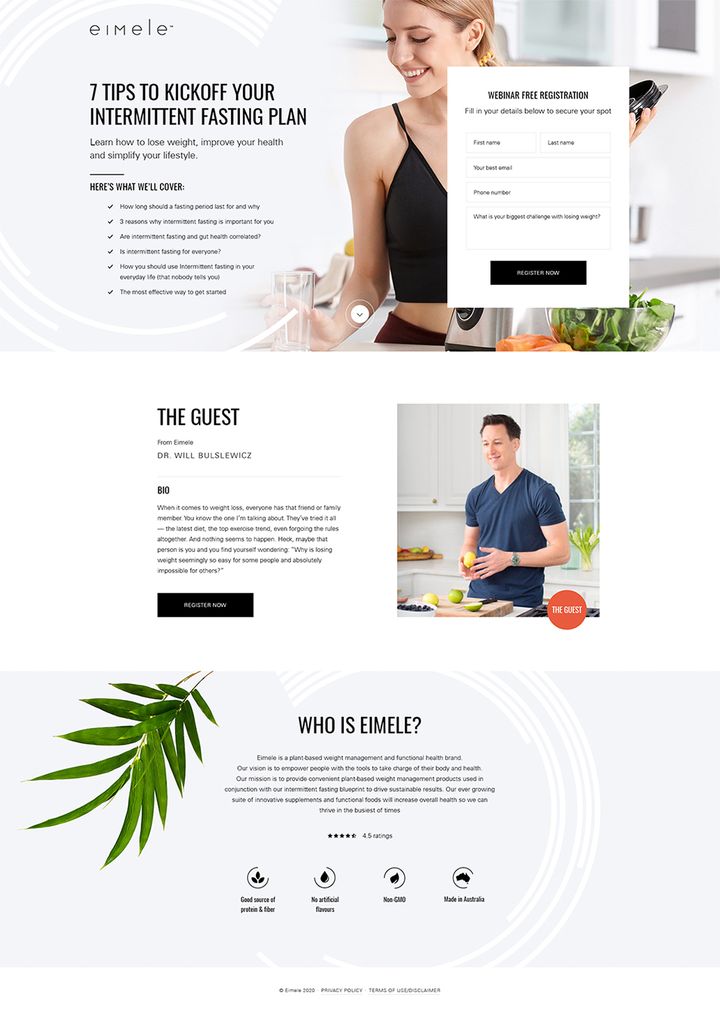 eimele™
7 TIPS TO KICKOFF YOUR
INTERMITTENT FASTING PLAN
Learn how to lose weight, improve your health
and simplify your lifestyle.
HERE'S WHAT WE'LL COVER:
How long should a fasting period last for and why
3 reasons why intermittent fasting is important for you
Are intermittent fasting and gut health correlated?
Is intermittent fasting for everyone?
How you should use Intermittent fasting in your
everyday life (that nobody tells you)
The most effective way to get started
WEBINAR FREE REGISTRATION
Fill in your details below to secure your spot
First name
Last name
Your best email
Phone number
What is your biggest challenge with losing weight?
REGISTER NOW
THE GUEST
From Eimele
DR. WILL BULSLEWICZ
BIO
When it comes to weight loss, everyone has that friend or family
member. You know the one I'm talking about. They've tried it all
— the latest diet, the top exercise trend, even forgoing the rules
altogether. And nothing seems to happen. Heck, maybe that
person is you and you find yourself wondering: "Why is losing
weight seemingly so easy for some people and absolutely
impossible for others?"
REGISTER NOW
THE GUEST
WHO IS EIMELE?
Eimele is a plant-based weight management and functional health brand.
Our vision is to empower people with the tools to take charge of their body and health.
Our mission is to provide convenient plant-based weight management products used in
conjunction with our intermittent fasting blueprint to drive sustainable results. Our ever growing
suite of innovative supplements and functional foods will increase overall health so we can
thrive in the busiest of times
4.5 ratings
Good source of
protein & fiber
No artificial
flavours
Non-GMO
Made in Australia
© Eimele 2020 · PRIVACY POLICY · TERMS OF USE/DISCLAIMER